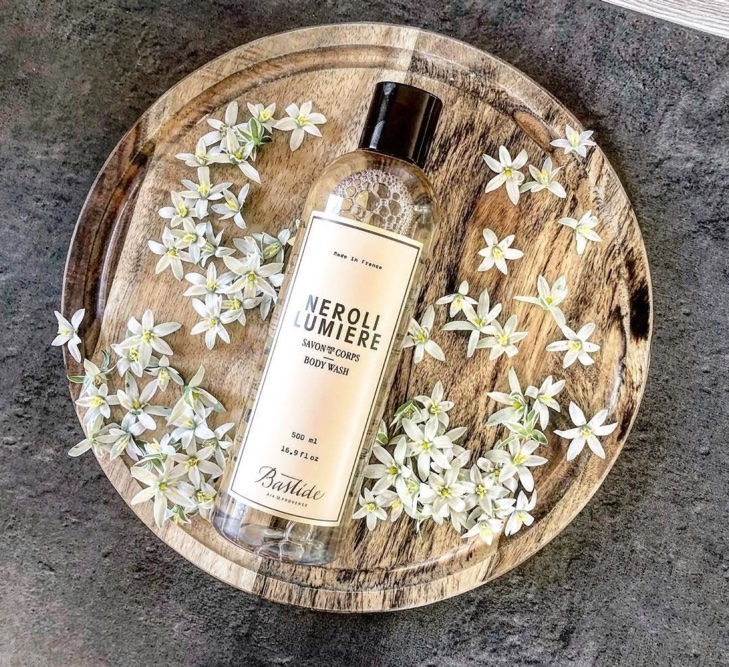 Made in France
NEROLI
LUMIERE
SAVON POUR LE CORPS
BODY WASH
500 ml
16.9 fl oz
Bastide
AIX EN PROVENCE